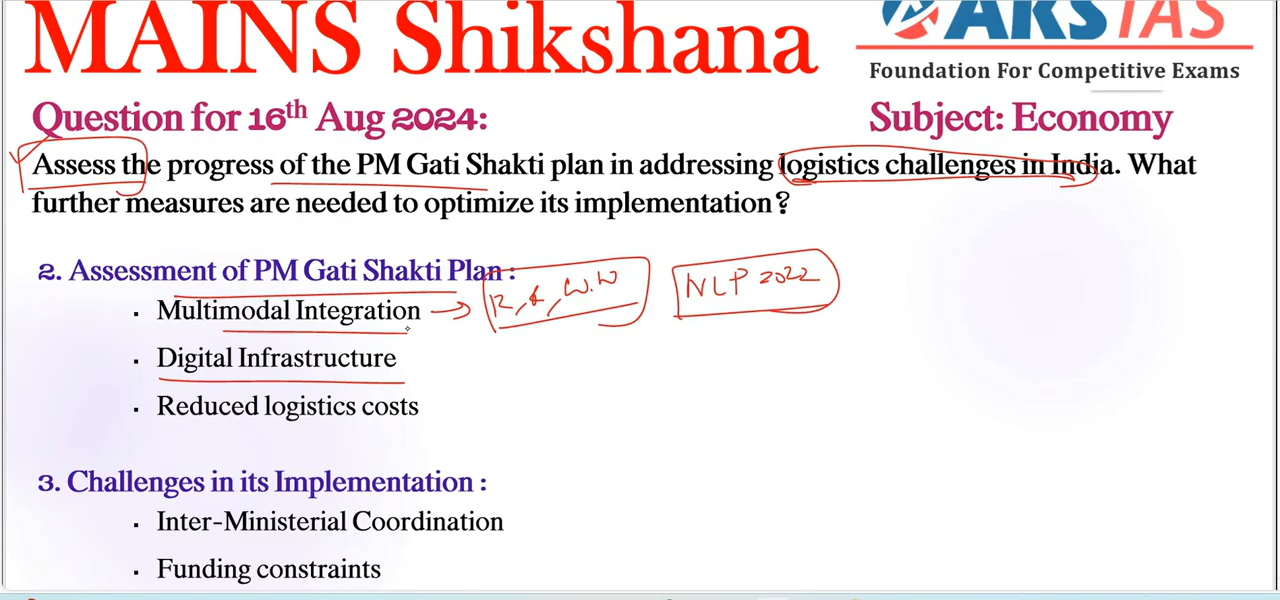 MAINS Shikshana
AKS IAS
Foundation For Competitive Exams
Question for 16th Aug 2024:
Subject: Economy
Assess the progress of the PM Gati Shakti plan in addressing logistics challenges in India. What
further measures are needed to optimize its implementation?
2. Assessment of PM Gati Shakti Plan :
▪ Multimodal Integration → R, &, W.W
NLP 2022
▪ Digital Infrastructure
▪ Reduced logistics costs
3. Challenges in its Implementation :
▪ Inter-Ministerial Coordination
▪ Funding constraints